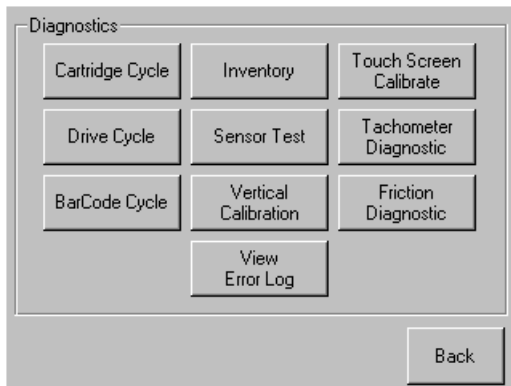 Diagnostics
Cartridge Cycle
Inventory
Touch Screen
Calibrate
Drive Cycle
Sensor Test
Tachometer
Diagnostic
BarCode Cycle
Vertical
Calibration
Friction
Diagnostic
View
Error Log
Back